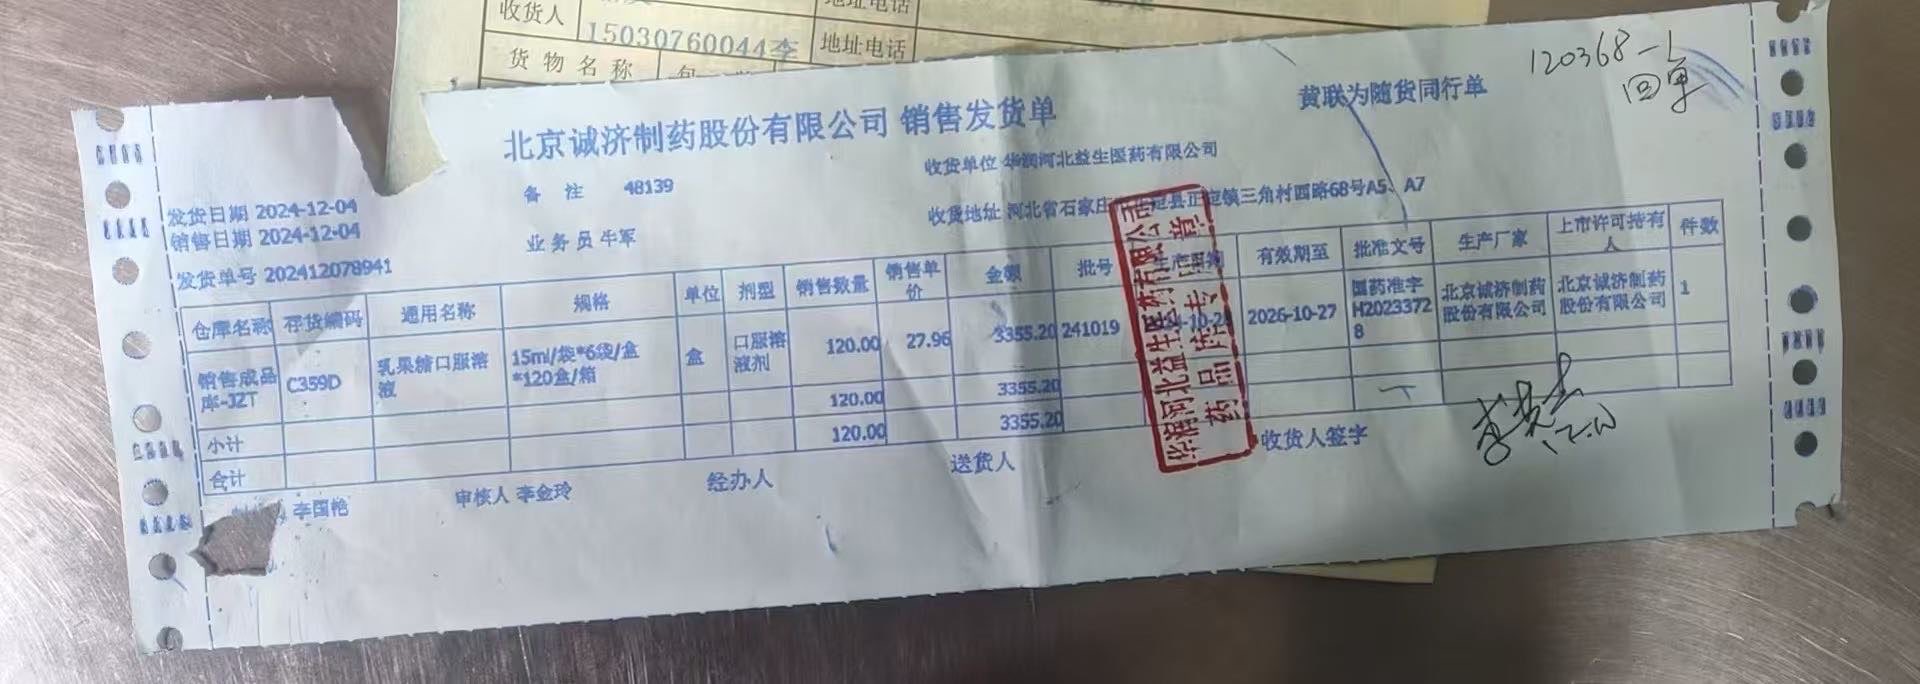 收货人
15030760044李
地址电话
地址电话
货物名称
120368-1
回单
黄联为随货同行单
北京诚济制药股份有限公司 销售发货单
备 注 48139
收货单位 华润河北益生医药有限公司
发货日期 2024-12-04
收货地址 河北省石家庄 县正定镇三角村西路68号A5、A7
销售日期 2024-12-04
业务员 牛军
发货单号 202412078941
仓库名称 存货编码 通用名称 规格 单位 剂型 销售数量 销售单价 金额 批号 生产日期 有效期至 批准文号 生产厂家 上市许可持有人 件数
销售成品库-JZT C359D 乳果糖口服溶液 15ml/袋*6袋/盒*120盒/箱 盒 口服溶液剂 120.00 27.96 3355.20 241019 2026-10-27 国药准字H20233728 北京诚济制药股份有限公司 北京诚济制药股份有限公司 1
小计 120.00 3355.20
合计 120.00 3355.20
李国艳
审核人 李金玲
经办人
送货人
收货人签字
华润河北益生医药有限公司
药品除专